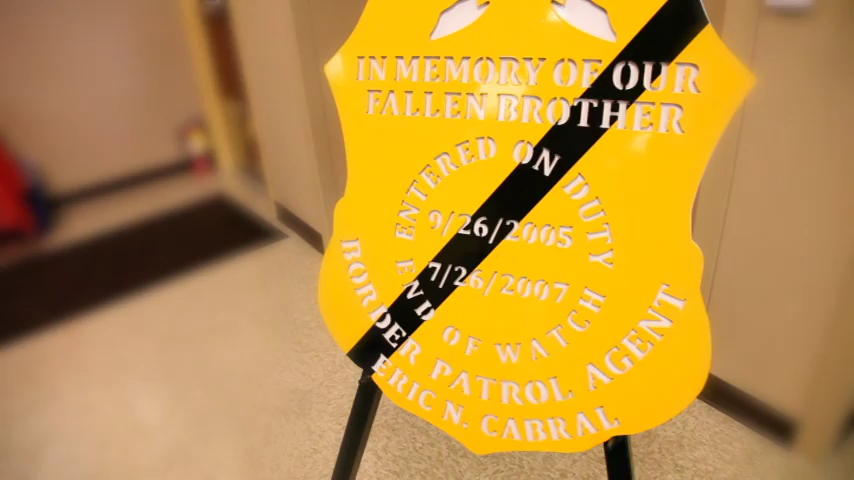 IN MEMORY OF OUR
FALLEN BROTHER
ENTERED ON DUTY
9/26/2005
7/26/2007
END OF WATCH
BORDER PATROL AGENT
ERIC N. CABRAL